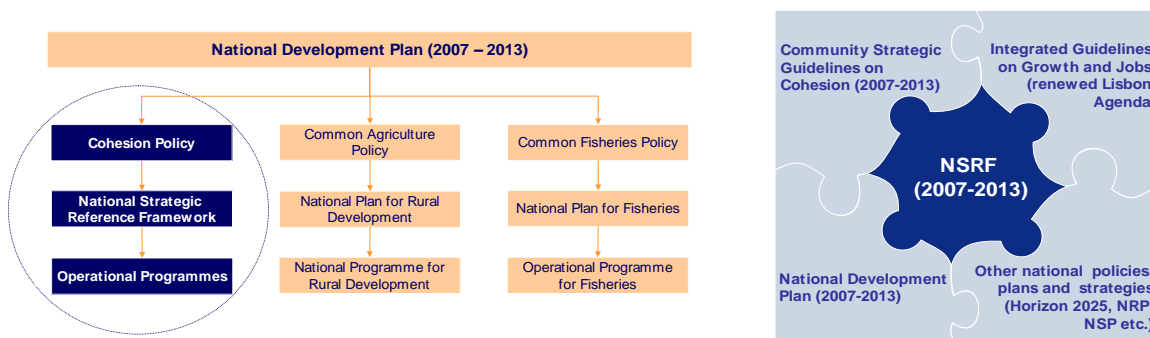 National Development Plan (2007 – 2013)
Cohesion Policy
Common Agriculture
Policy
Common Fisheries Policy
National Strategic
Reference Framework
National Plan for Rural
Development
National Plan for Fisheries
Operational Programmes
National Programme for
Rural Development
Operational Programme
for Fisheries
Community Strategic
Guidelines on
Cohesion (2007-2013)
Integrated Guidelines
on Growth and Jobs
(renewed Lisbon
Agenda
NSRF
(2007-2013)
National Development
Plan (2007-2013)
Other national policies
plans and strategies
(Horizon 2025, NRP
NSP etc.)